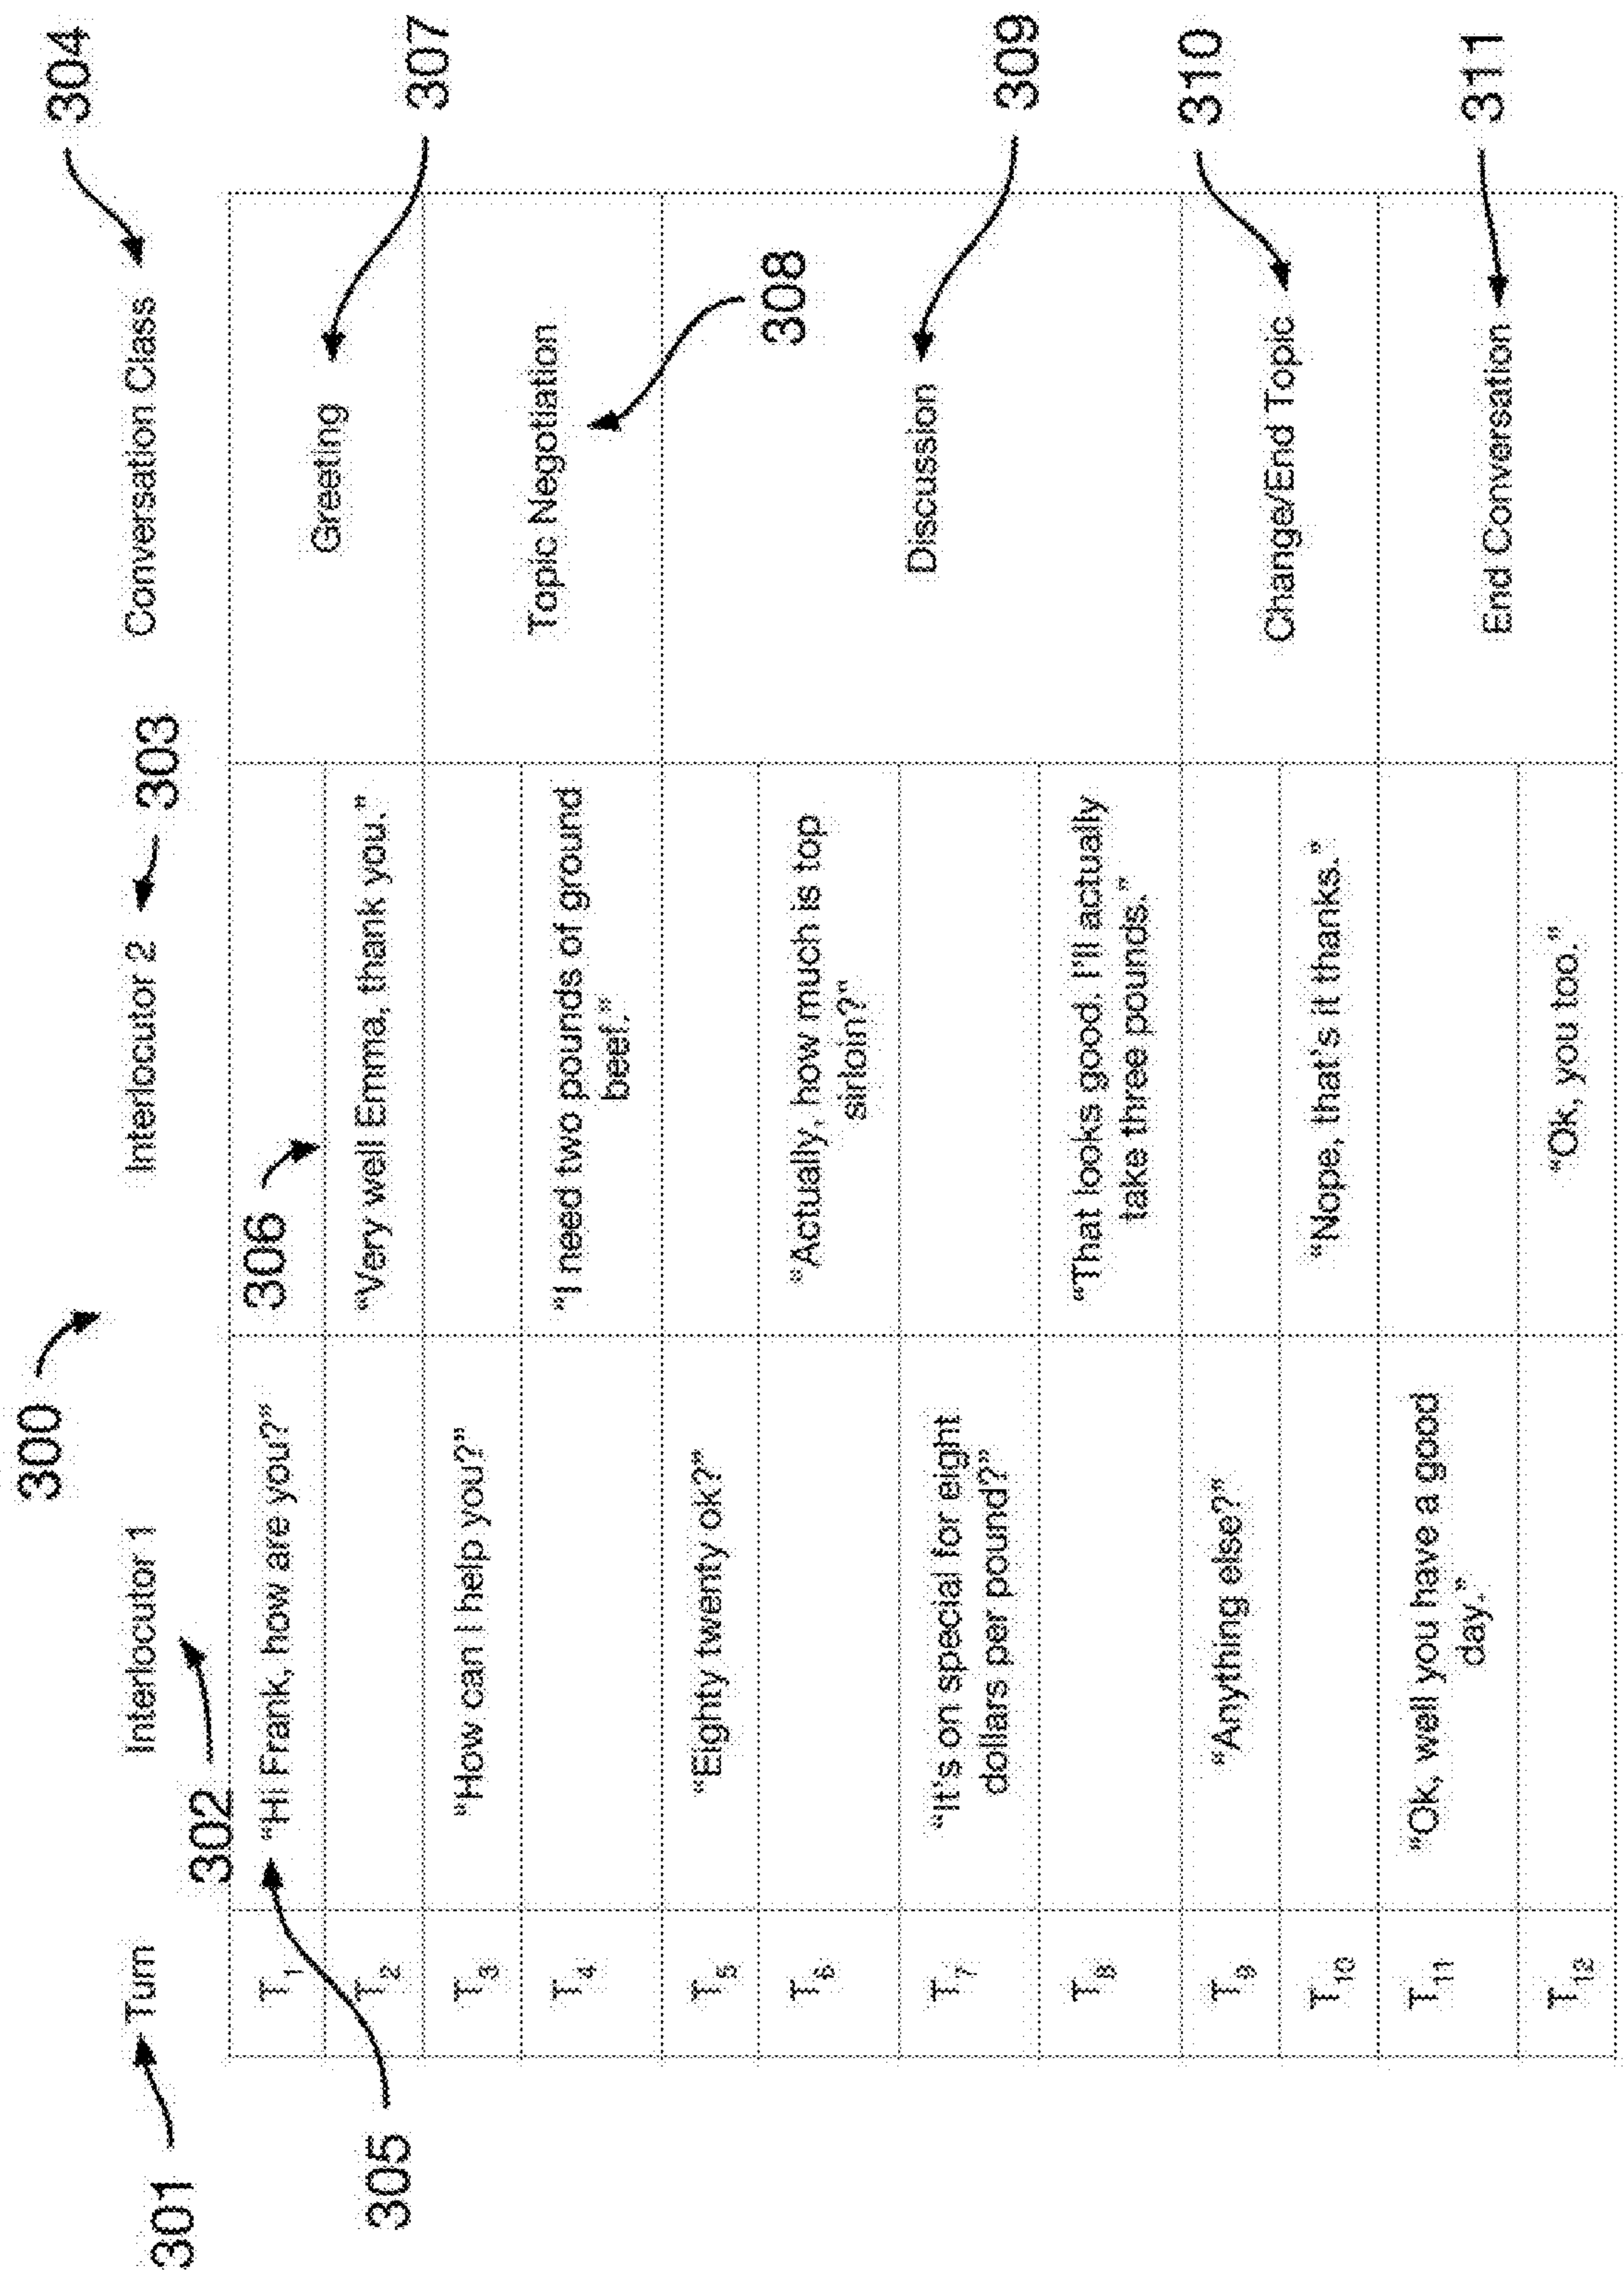 300
301 Turn
302 Interlocutor 1
303 Interlocutor 2
304 Conversation Class
305
T1 “Hi Frank, how are you?”
306
Greeting 307
T2 “Very well Emma, thank you.”
T3 “How can I help you?”
Topic Negotiation 308
T4 “I need two pounds of ground
beef.”
T5 “Eighty twenty ok?”
T6 “Actually, how much is top
sirloin?”
Discussion 309
T7 “It's on special for eight
dollars per pound?”
T8 “That looks good. I'll actually
take three pounds.”
T9 “Anything else?”
Change/End Topic 310
T10 “Nope, that's it thanks.”
T11 “Ok, well you have a good
day.”
End Conversation 311
T12 “Ok, you too.”